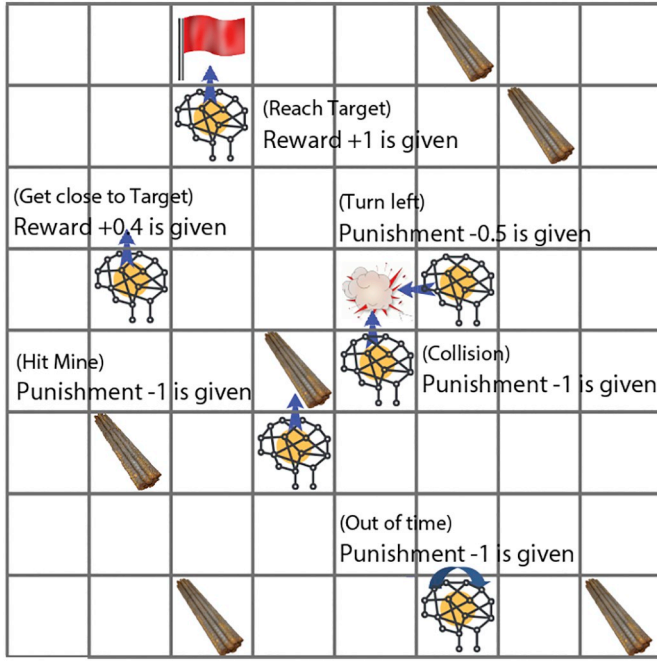 (Reach Target)
Reward +1 is given
(Get close to Target)
Reward +0.4 is given
(Turn left)
Punishment -0.5 is given
(Hit Mine)
Punishment -1 is given
(Collision)
Punishment -1 is given
(Out of time)
Punishment -1 is given